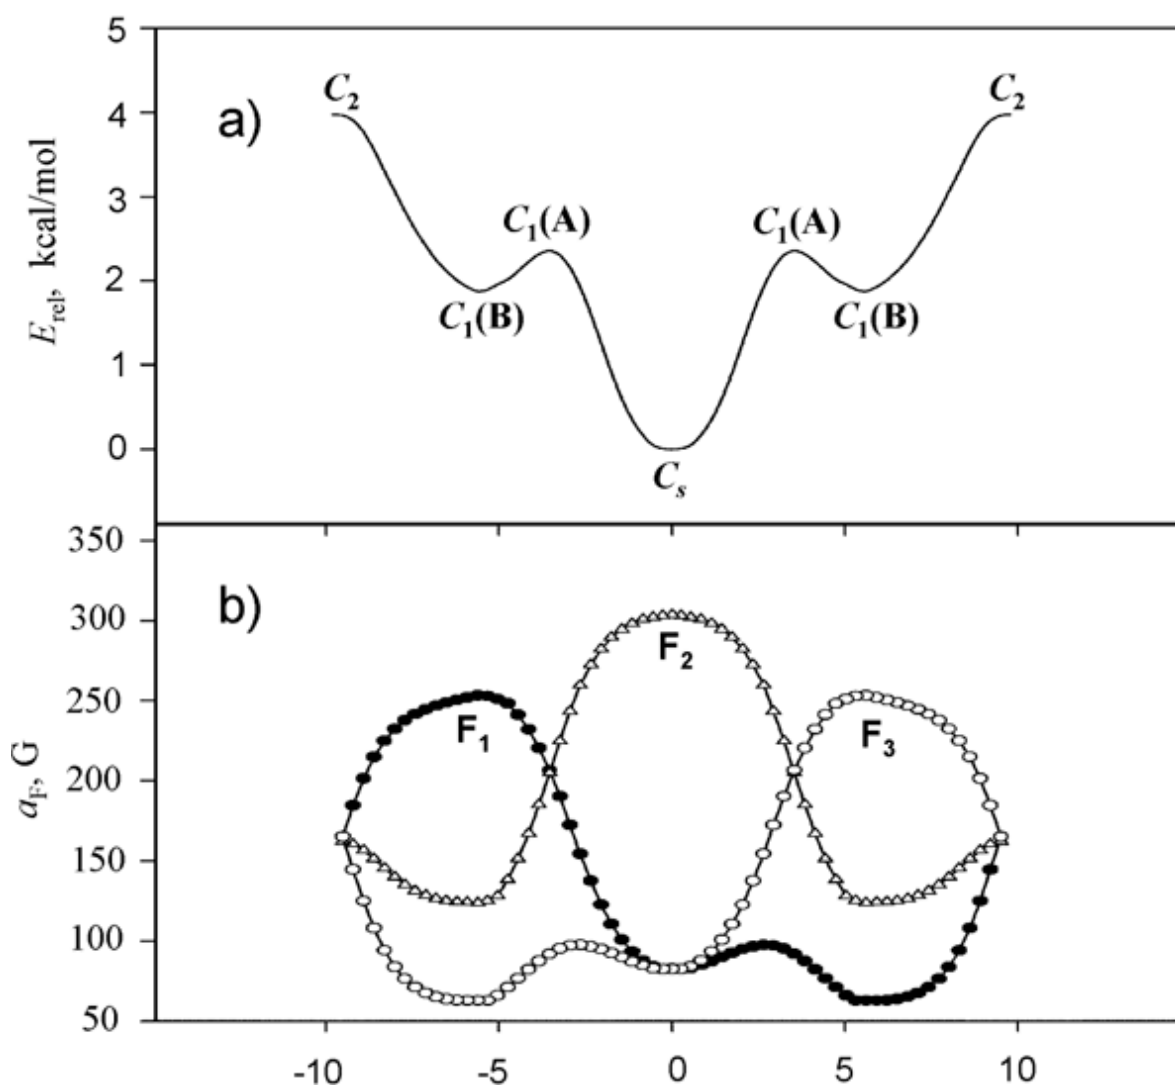 5
4
3
2
1
0
E_rel, kcal/mol
a)
C₂
C₂
C₁(A)
C₁(A)
C₁(B)
C₁(B)
Cₛ
350
300
250
200
150
100
50
a_F, G
b)
F₂
F₁
F₃
-10
-5
0
5
10